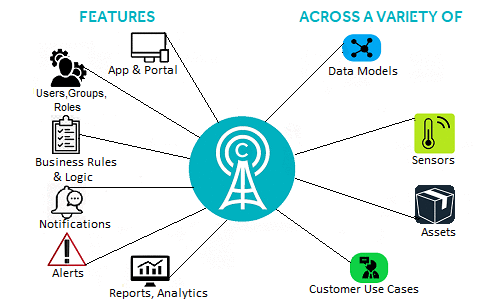 FEATURES
ACROSS A VARIETY OF
App & Portal
Users,Groups,
Roles
Business Rules
& Logic
Notifications
Alerts
Reports, Analytics
C
Data Models
Sensors
Assets
Customer Use Cases